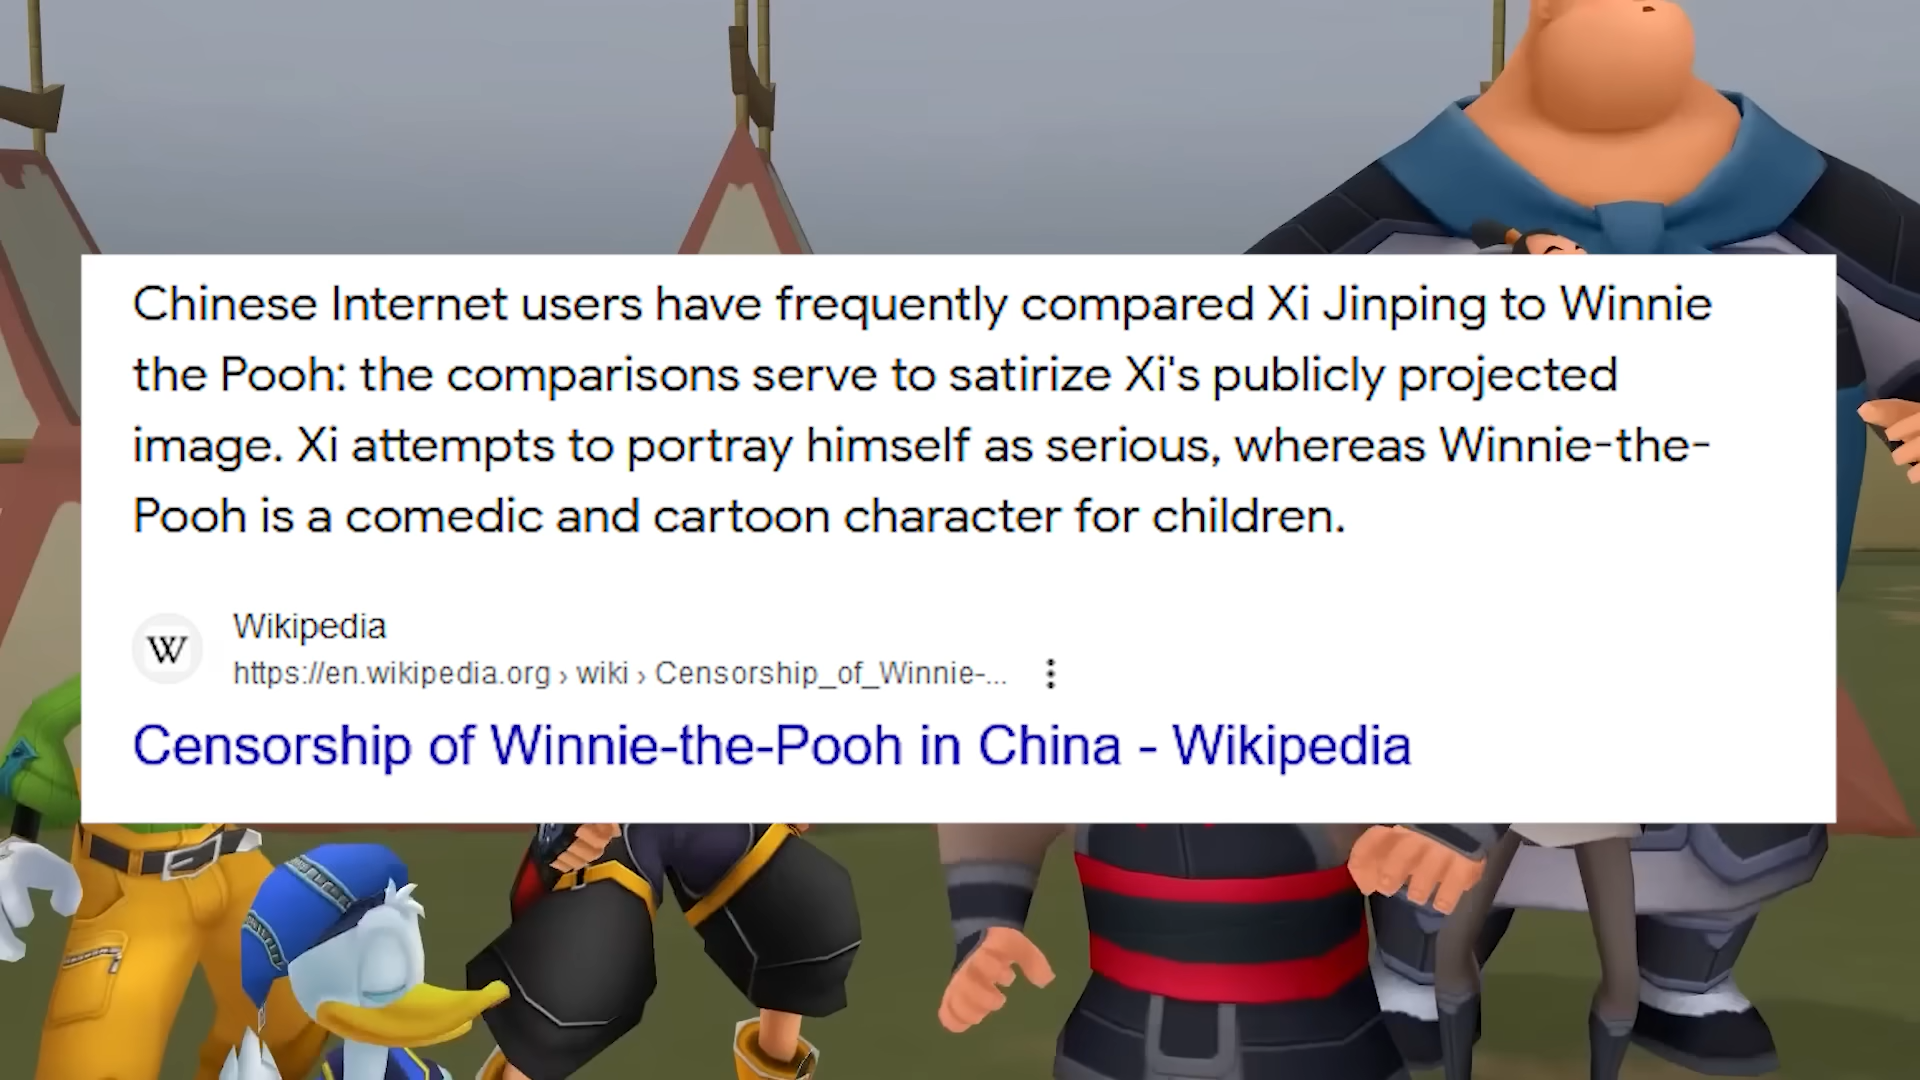 Chinese Internet users have frequently compared Xi Jinping to Winnie
the Pooh: the comparisons serve to satirize Xi's publicly projected
image. Xi attempts to portray himself as serious, whereas Winnie-the-
Pooh is a comedic and cartoon character for children.
W
Wikipedia
https://en.wikipedia.org › wiki › Censorship_of_Winnie-...
Censorship of Winnie-the-Pooh in China - Wikipedia